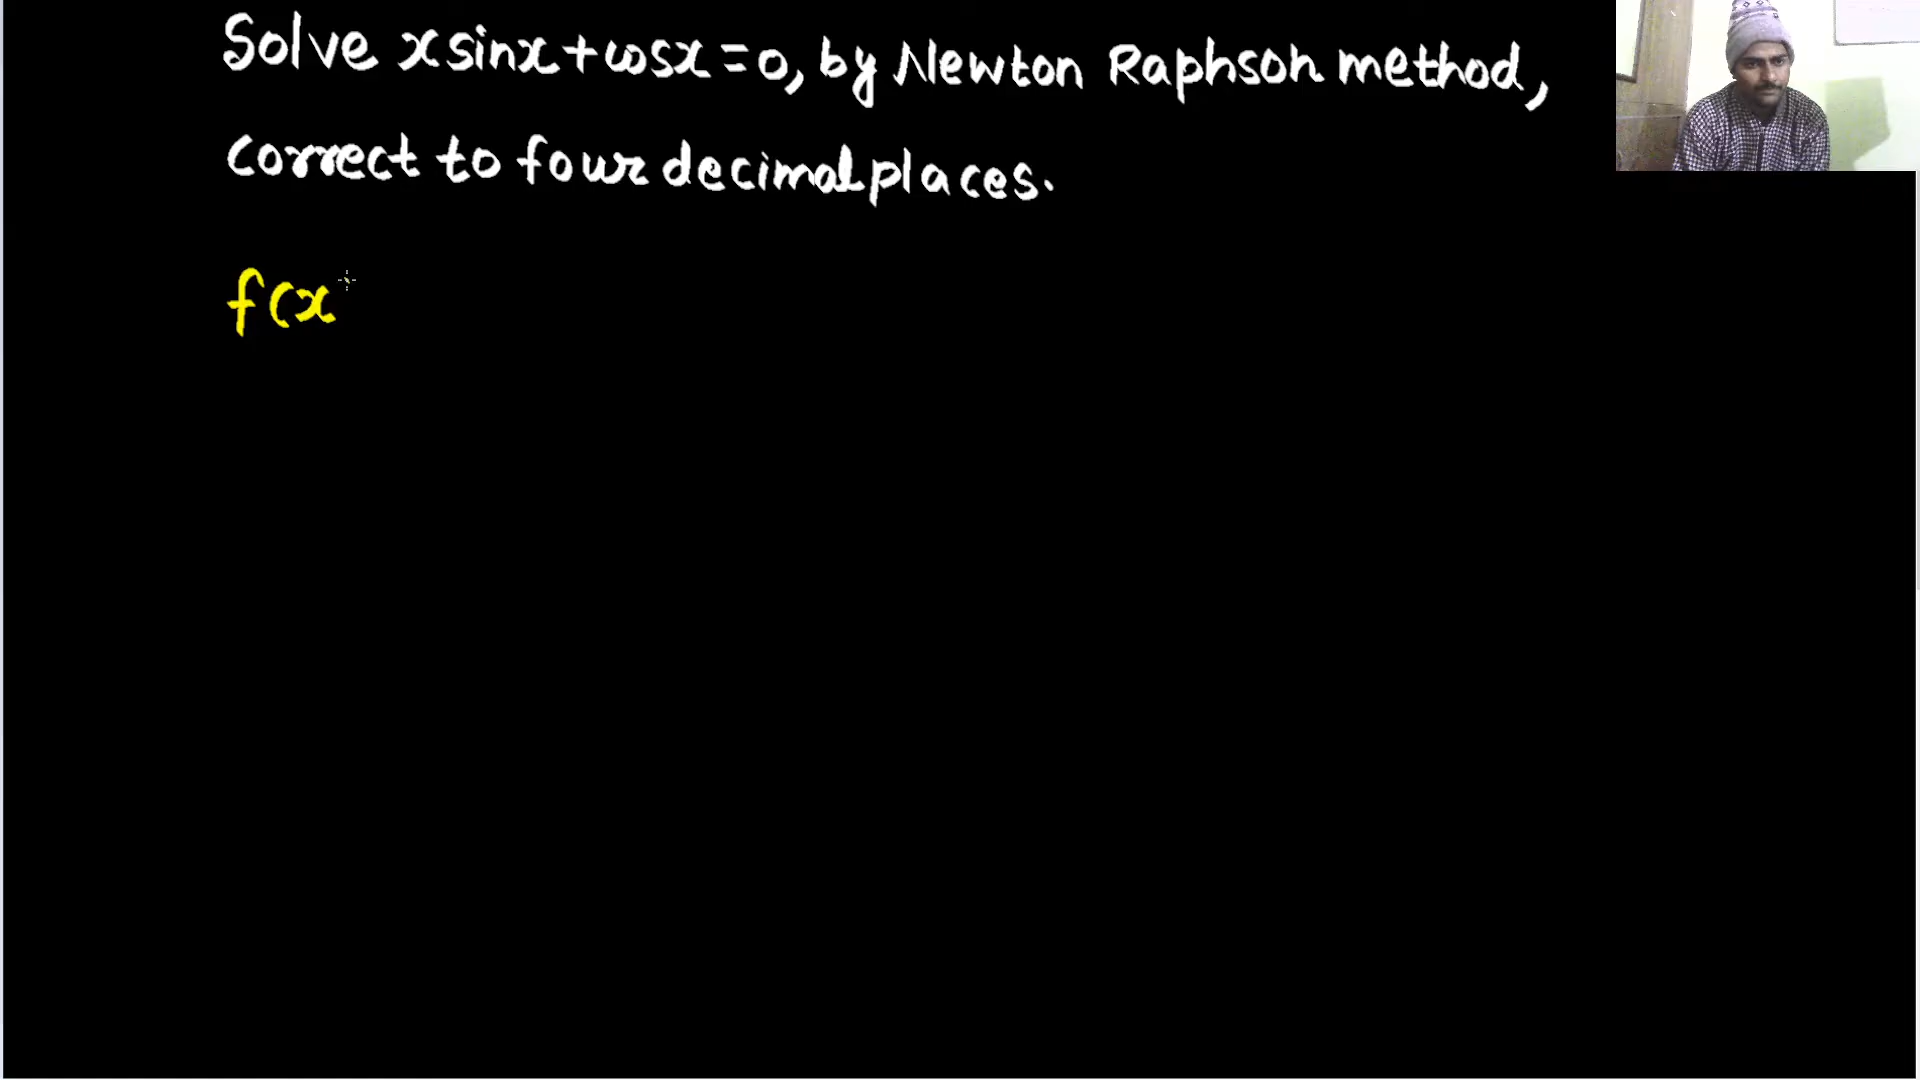 Solve x sinx + cosx = 0, by Newton Raphson method,
correct to four decimal places.
f(x